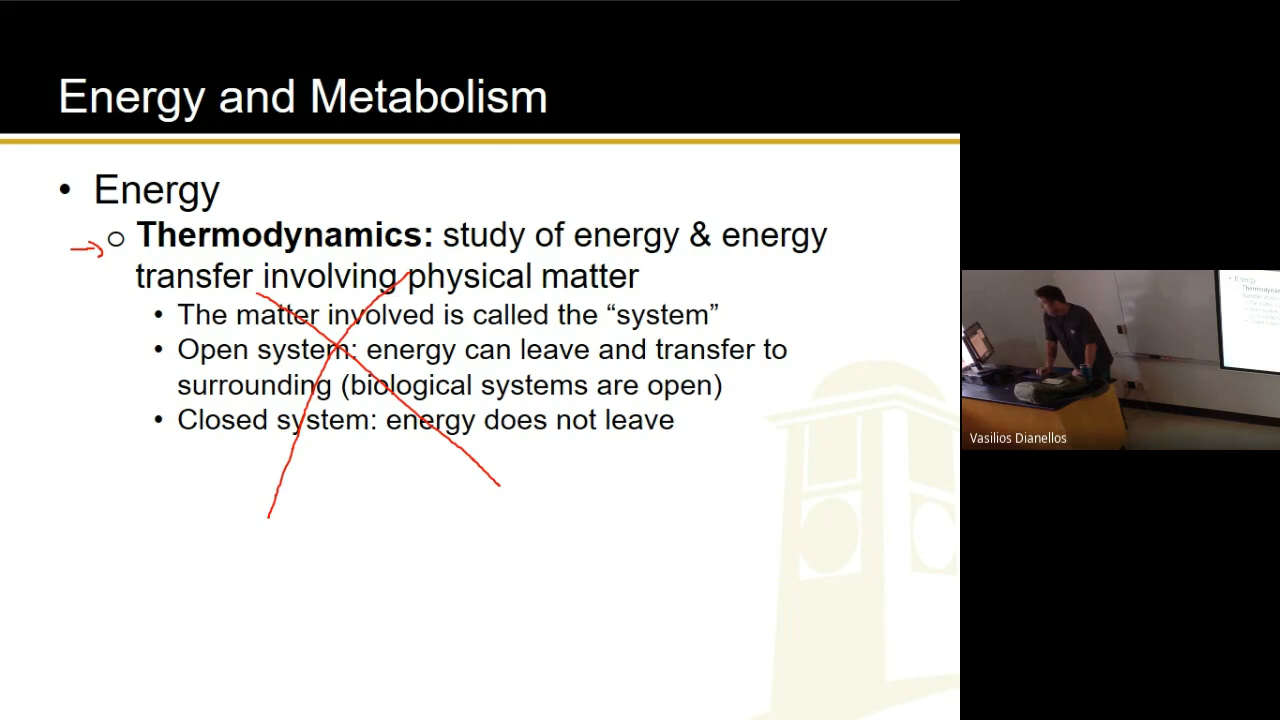 Energy and Metabolism
• Energy
o Thermodynamics: study of energy & energy
transfer involving physical matter
• The matter involved is called the “system”
• Open system: energy can leave and transfer to
surrounding (biological systems are open)
• Closed system: energy does not leave
Vasilios Dianellos